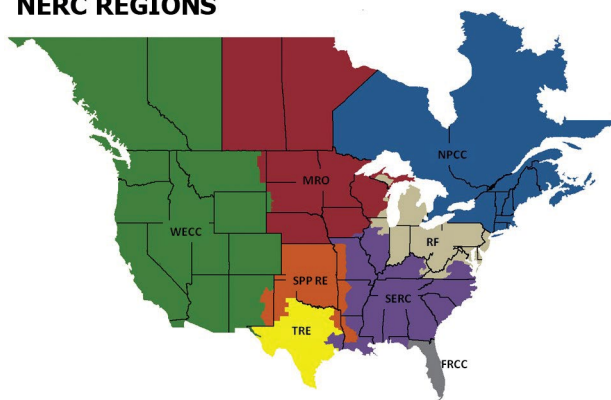 NERC REGIONS
NPCC
MRO
WECC
RF
SPP RE
SERC
TRE
FRCC